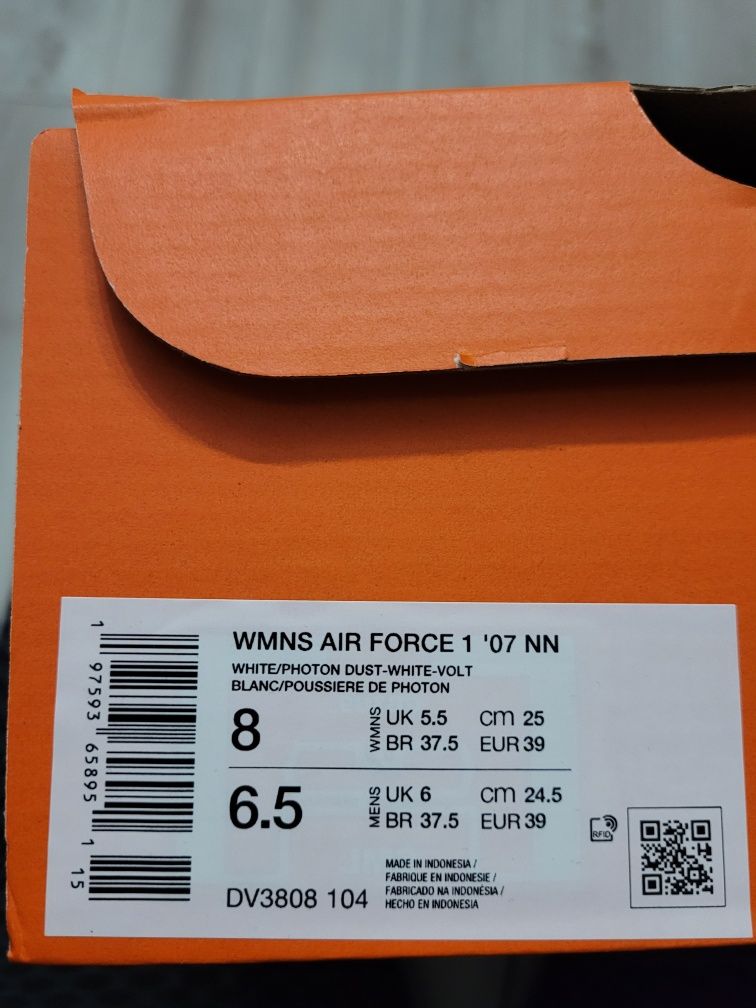 WMNS AIR FORCE 1 '07 NN
WHITE/PHOTON DUST-WHITE-VOLT
BLANC/POUSSIERE DE PHOTON
8 WMNS UK 5.5 cm 25
BR 37.5 EUR 39
6.5 MENS UK 6 cm 24.5
BR 37.5 EUR 39
RFID
DV3808 104
MADE IN INDONESIA /
FABRIQUE EN INDONESIE /
FABRICADO NA INDONÉSIA /
HECHO EN INDONESIA
1 97593 65895 1 15